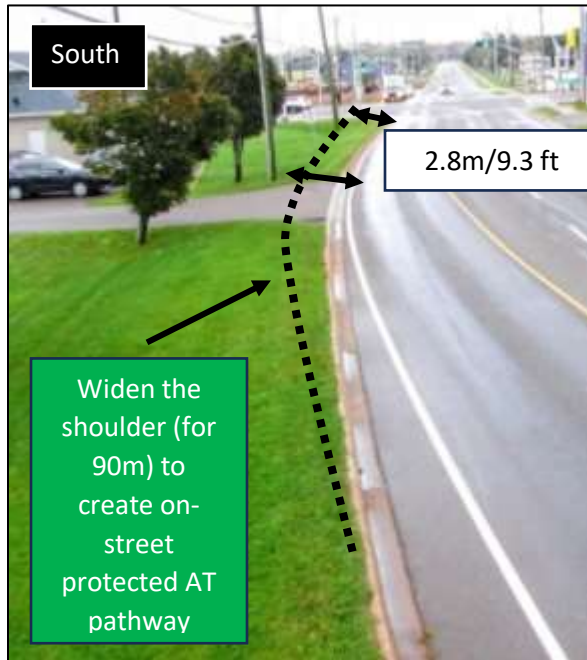 South
2.8m/9.3 ft
Widen the
shoulder (for
90m) to
create on-
street
protected AT
pathway